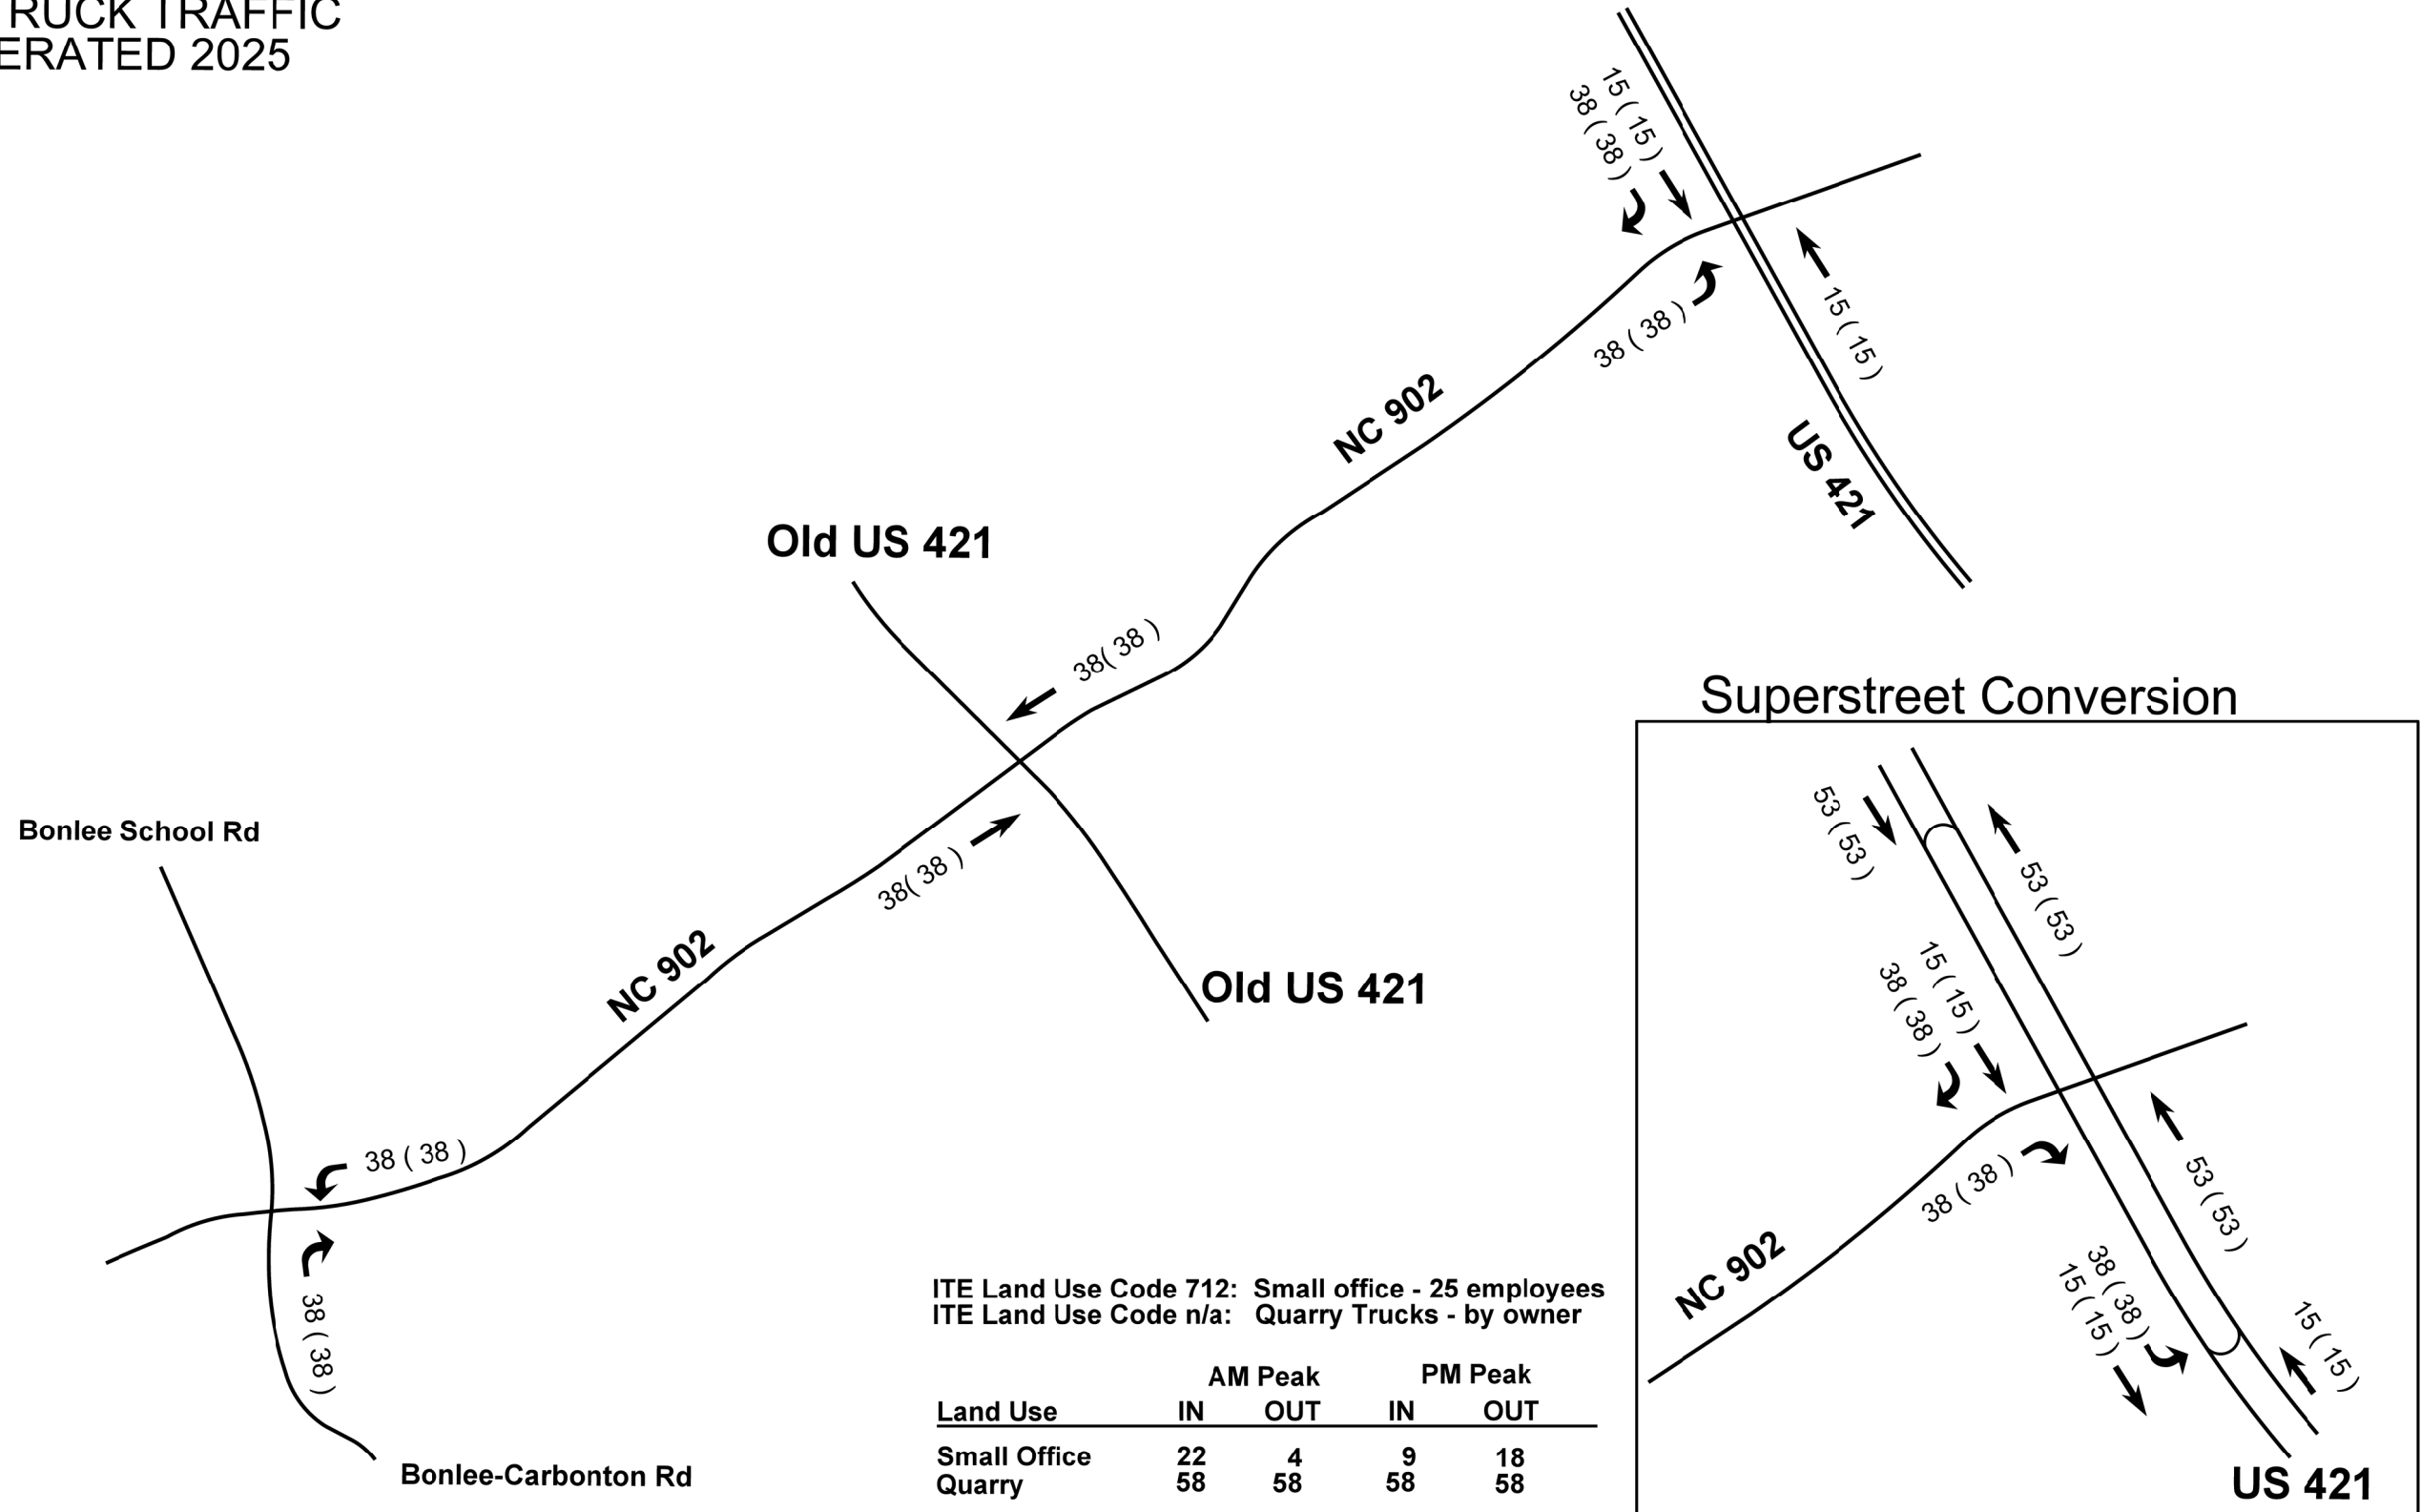 RUCK TRAFFIC
ERATED 2025
15 ( 15 )
38 ( 38 )
38 ( 38 )
15 ( 15 )
NC 902
US 421
Old US 421
38( 38 )
38( 38 )
Old US 421
Bonlee School Rd
NC 902
38 ( 38 )
38 ( 38 )
Bonlee-Carbonton Rd
Superstreet Conversion
53 ( 53 )
53 ( 53 )
15 ( 15 )
38 ( 38 )
38 ( 38 )
53 ( 53 )
NC 902
38 ( 38 )
15 ( 15 )
15 ( 15 )
US 421
ITE Land Use Code 712: Small office - 25 employees
ITE Land Use Code n/a: Quarry Trucks - by owner
AM Peak PM Peak
Land Use IN OUT IN OUT
Small Office 22 4 9 18
Quarry 58 58 58 58